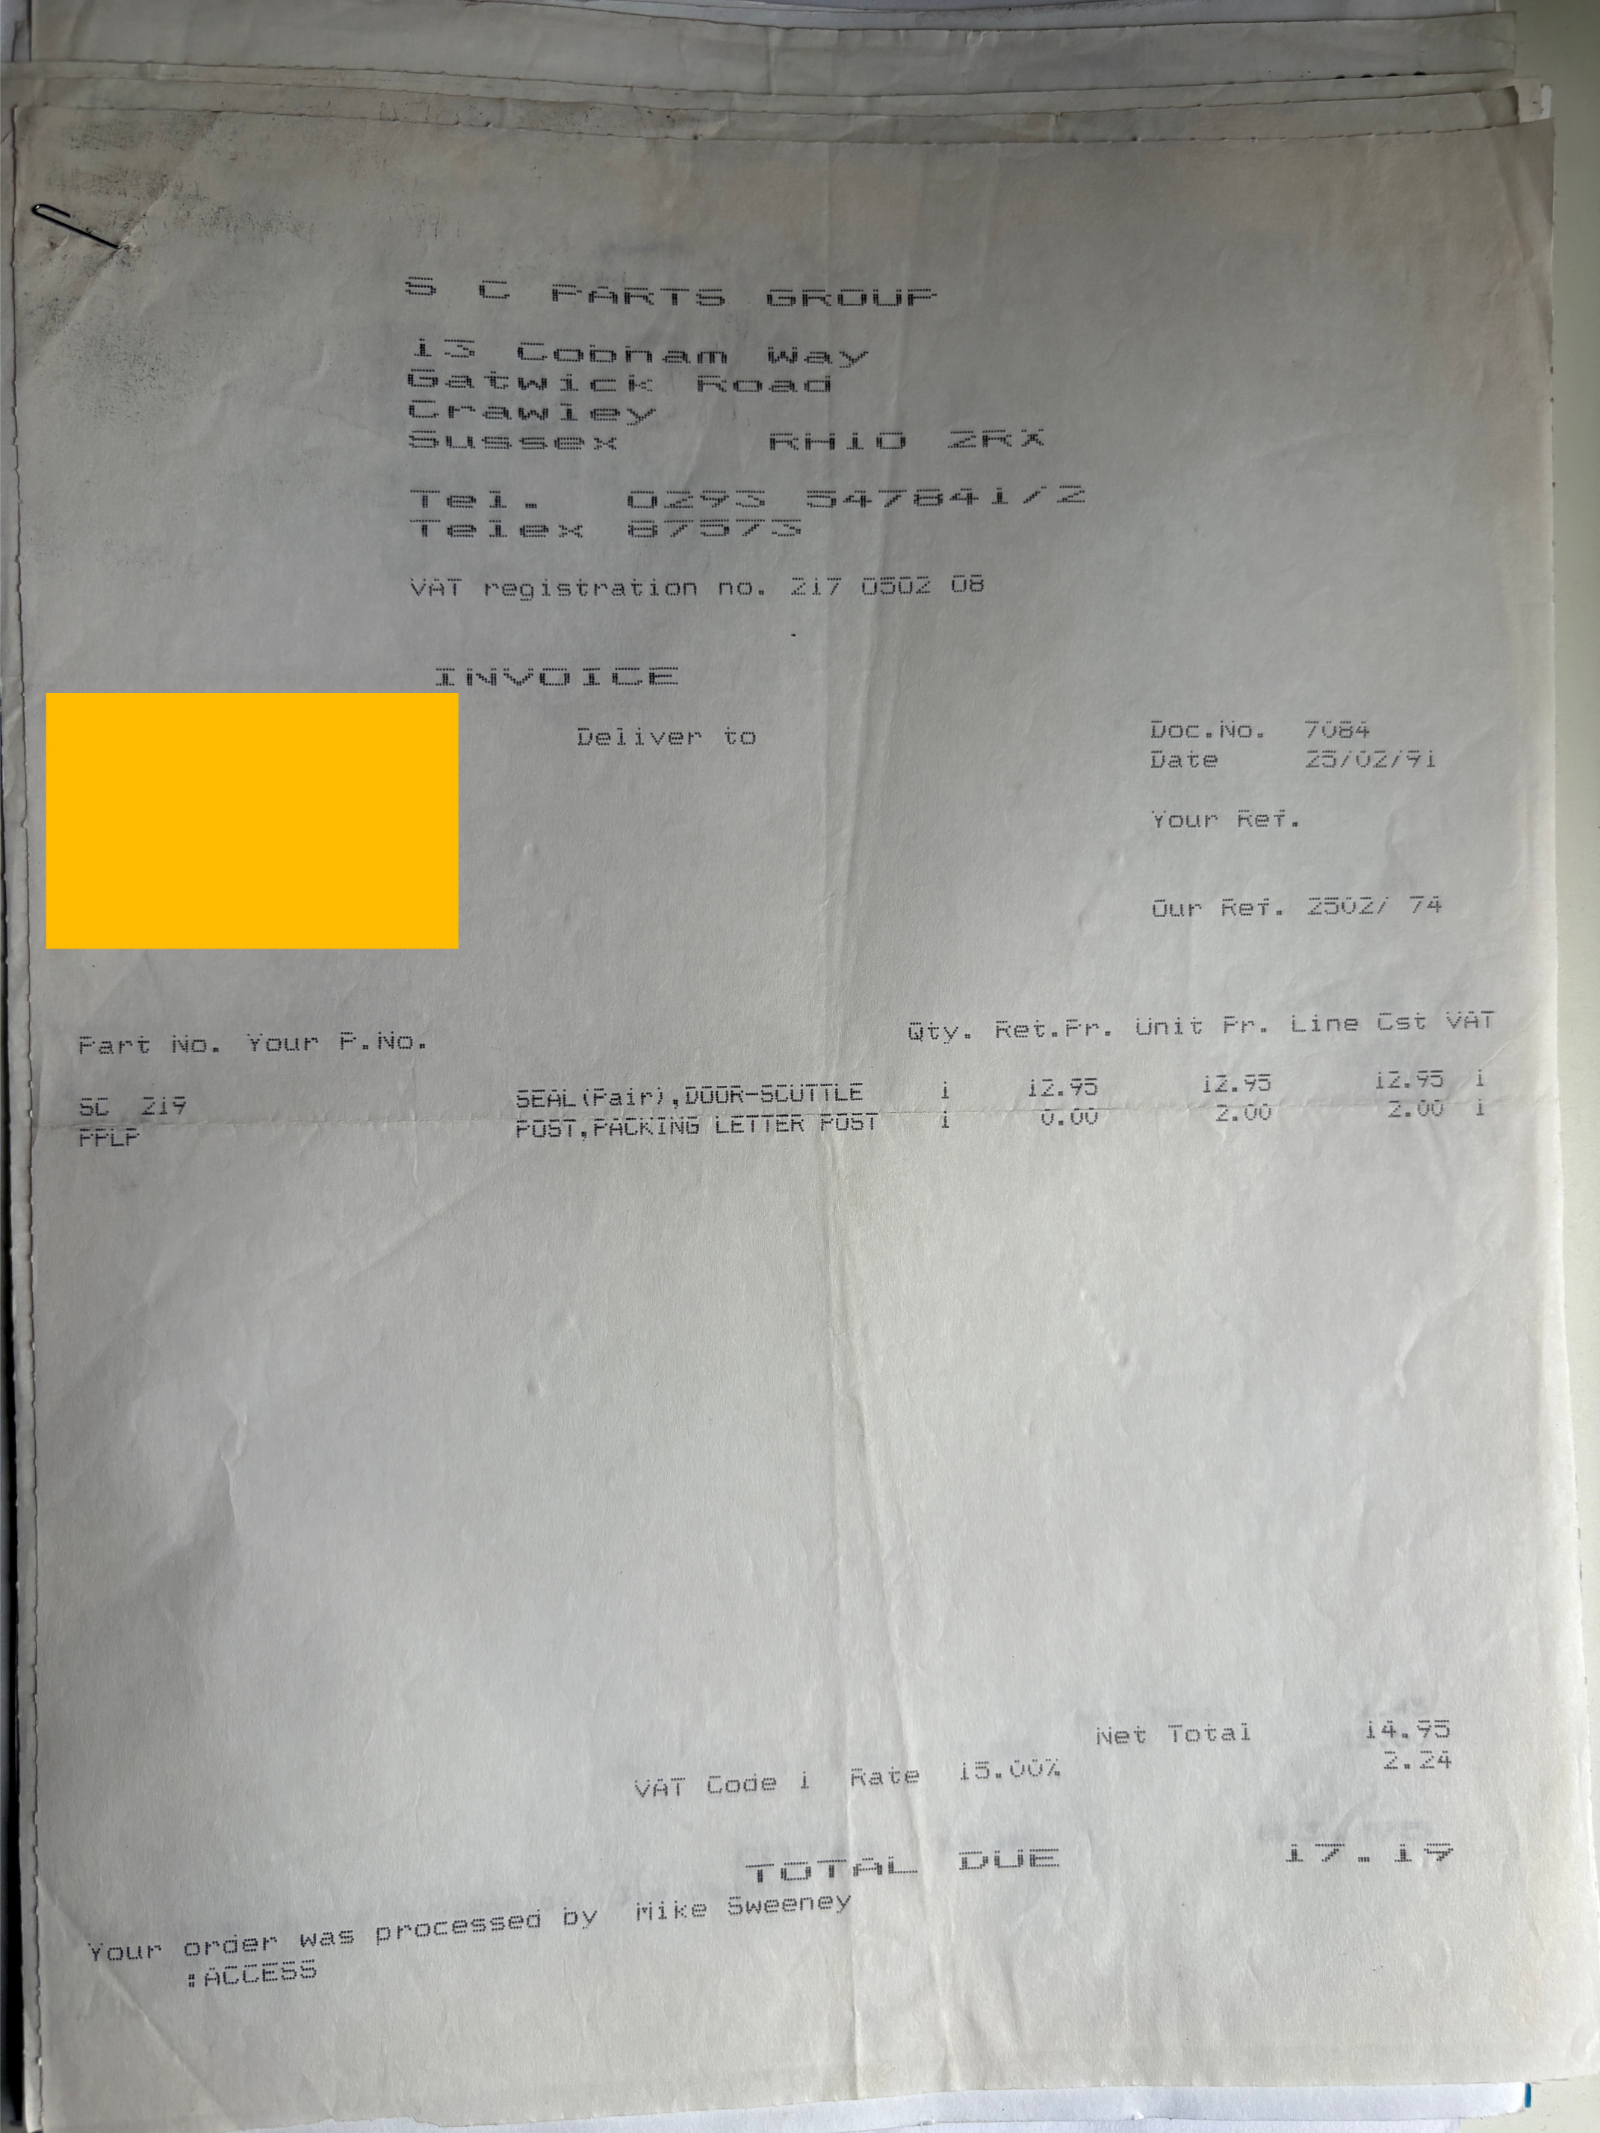 S C PARTS GROUP
13 Cobham Way
Gatwick Road
Crawley
Sussex RH10 2RX
Tel. 0293 547841/2
Telex 87573
VAT registration no. 217 0502 08
INVOICE
Deliver to
Doc.No. 7084
Date 25/02/91
Your Ref.
Our Ref. 2502/ 74
Part No. Your P.No. Qty. Ret.Pr. Unit Pr. Line Cst VAT
SC 219 SEAL(Pair),DOOR-SCUTTLE 1 12.95 12.95 12.95 1
PPLP POST,PACKING LETTER POST 1 0.00 2.00 2.00 1
Net Total 14.95
VAT Code 1 Rate 15.00% 2.24
TOTAL DUE 17.19
Your order was processed by Mike Sweeney
:ACCESS